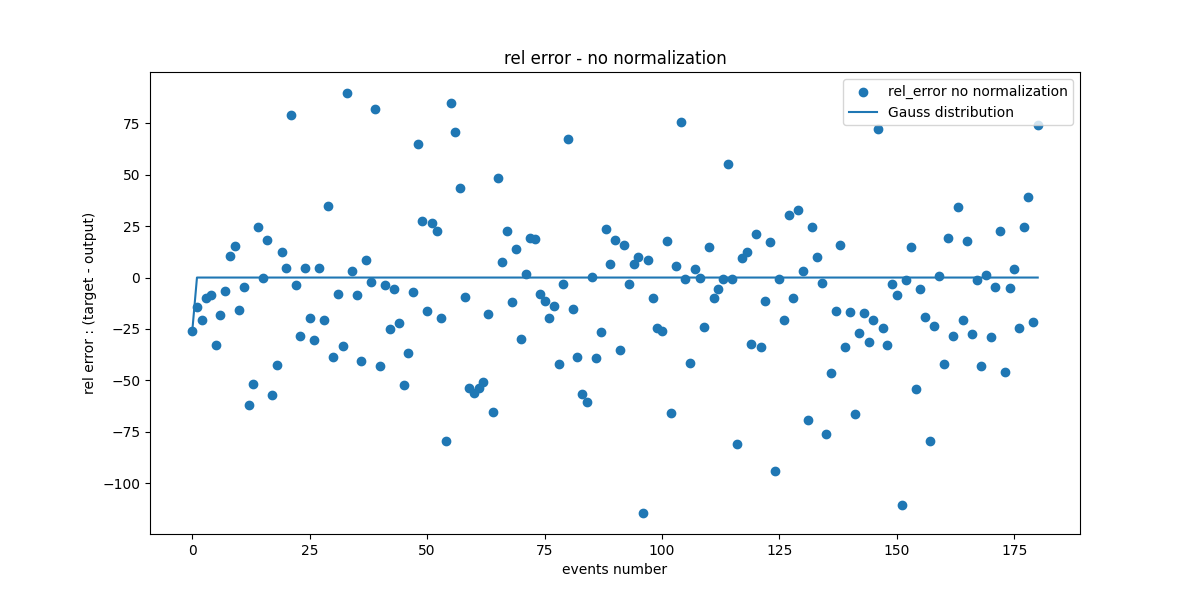 rel error - no normalization
rel_error no normalization
Gauss distribution
75
50
25
0
−25
−50
−75
−100
rel error : (target - output)
0 25 50 75 100 125 150 175
events number